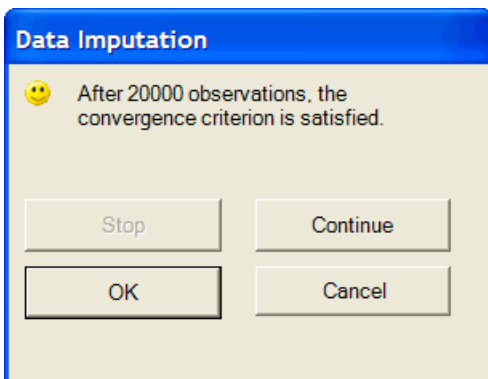 Data Imputation
After 20000 observations, the
convergence criterion is satisfied.
Stop
Continue
OK
Cancel